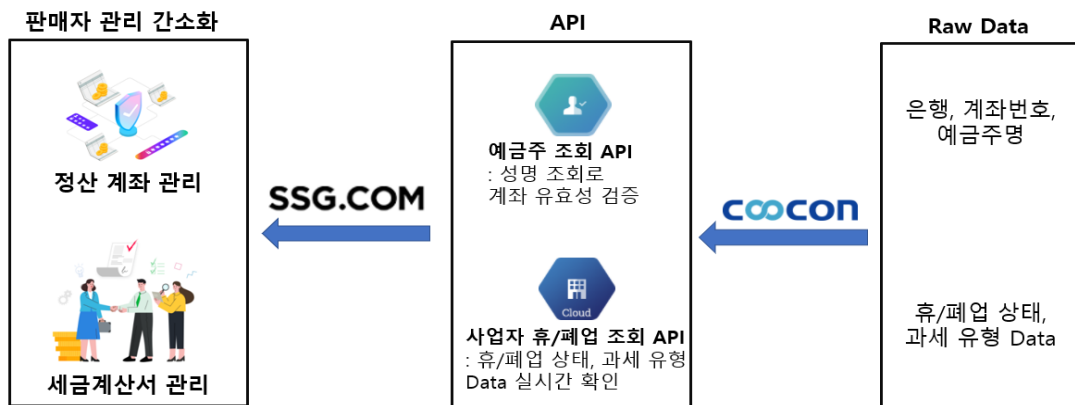 판매자 관리 간소화
정산 계좌 관리
세금계산서 관리
SSG.COM
API
예금주 조회 API
: 성명 조회로
계좌 유효성 검증
Cloud
사업자 휴/폐업 조회 API
: 휴/폐업 상태, 과세 유형
Data 실시간 확인
coocon
Raw Data
은행, 계좌번호,
예금주명
휴/폐업 상태,
과세 유형 Data